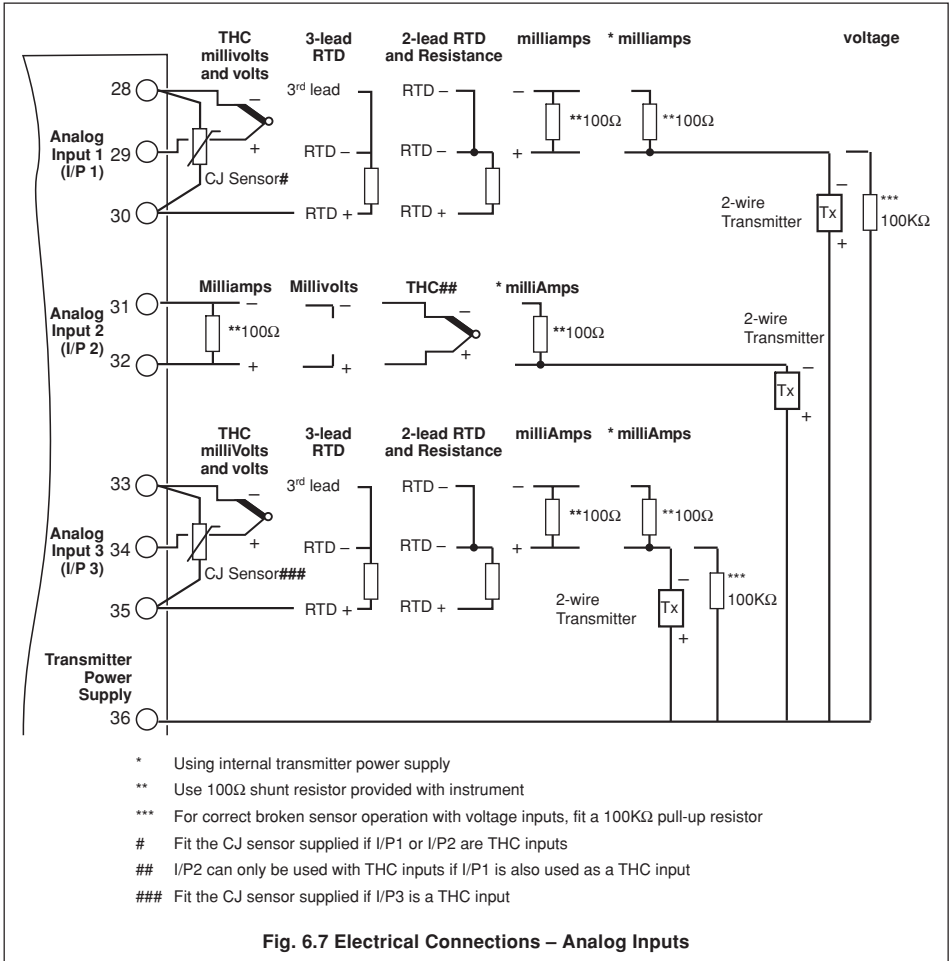 THC millivolts and volts
3-lead RTD
2-lead RTD and Resistance
milliamps
* milliamps
voltage
28
3rd lead
RTD –
–
–
**100Ω
**100Ω
Analog Input 1 (I/P 1)
29
+
RTD –
RTD –
+
CJ Sensor#
30
RTD +
RTD +
2-wire Transmitter
–
Tx
+
***
100KΩ
Milliamps
Millivolts
THC##
* milliAmps
31
–
–
–
Analog Input 2 (I/P 2)
**100Ω
**100Ω
32
+
+
+
2-wire Transmitter
–
Tx
+
THC milliVolts and volts
3-lead RTD
2-lead RTD and Resistance
milliAmps
* milliAmps
33
3rd lead
RTD –
–
–
**100Ω
**100Ω
Analog Input 3 (I/P 3)
34
+
RTD –
RTD –
+
CJ Sensor###
35
RTD +
RTD +
2-wire Transmitter
–
Tx
+
***
100KΩ
Transmitter Power Supply
36
* Using internal transmitter power supply
** Use 100Ω shunt resistor provided with instrument
*** For correct broken sensor operation with voltage inputs, fit a 100KΩ pull-up resistor
# Fit the CJ sensor supplied if I/P1 or I/P2 are THC inputs
## I/P2 can only be used with THC inputs if I/P1 is also used as a THC input
### Fit the CJ sensor supplied if I/P3 is a THC input
Fig. 6.7 Electrical Connections – Analog Inputs